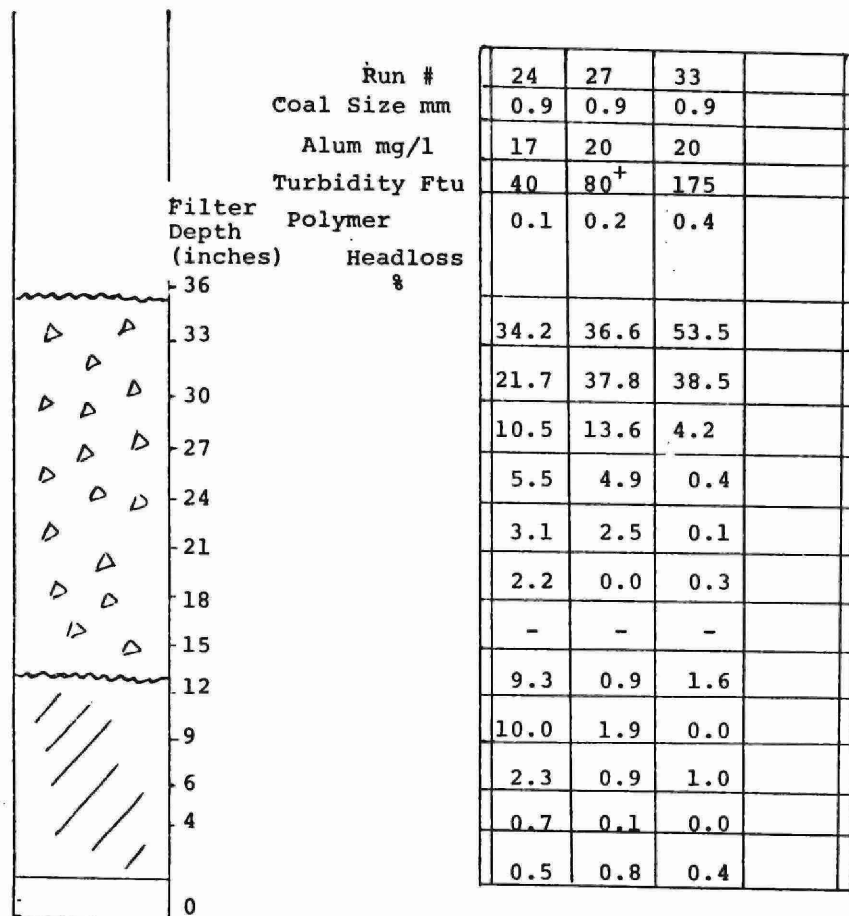 Run # 24 27 33
Coal Size mm 0.9 0.9 0.9
Alum mg/l 17 20 20
Turbidity Ftu 40 80+ 175
Filter Depth (inches)
Polymer 0.1 0.2 0.4
Headloss %
36
33 34.2 36.6 53.5
30 21.7 37.8 38.5
27 10.5 13.6 4.2
24 5.5 4.9 0.4
21 3.1 2.5 0.1
18 2.2 0.0 0.3
15 - - -
12 9.3 0.9 1.6
9 10.0 1.9 0.0
6 2.3 0.9 1.0
4 0.7 0.1 0.0
0.5 0.8 0.4
0